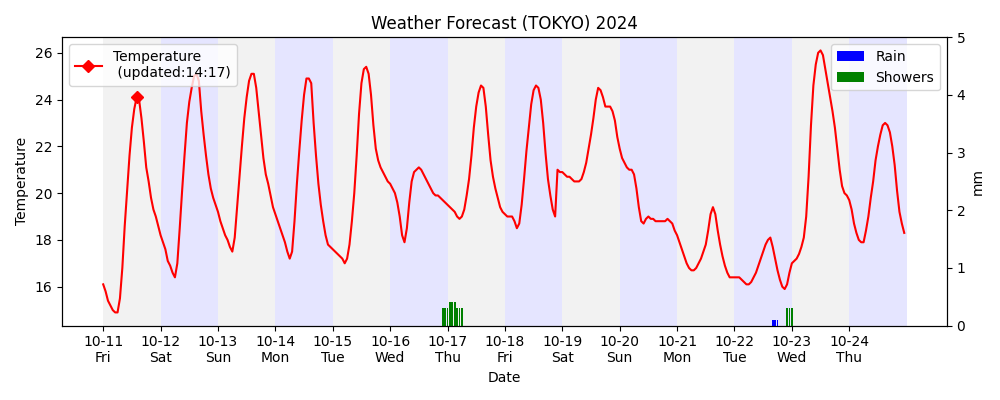 Weather Forecast (TOKYO) 2024
Temperature
(updated:14:17)
Rain
Showers
Temperature
26
24
22
20
18
16
5
4
3
2
1
0
mm
10-11 10-12 10-13 10-14 10-15 10-16 10-17 10-18 10-19 10-20 10-21 10-22 10-23 10-24
Fri Sat Sun Mon Tue Wed Thu Fri Sat Sun Mon Tue Wed Thu
Date